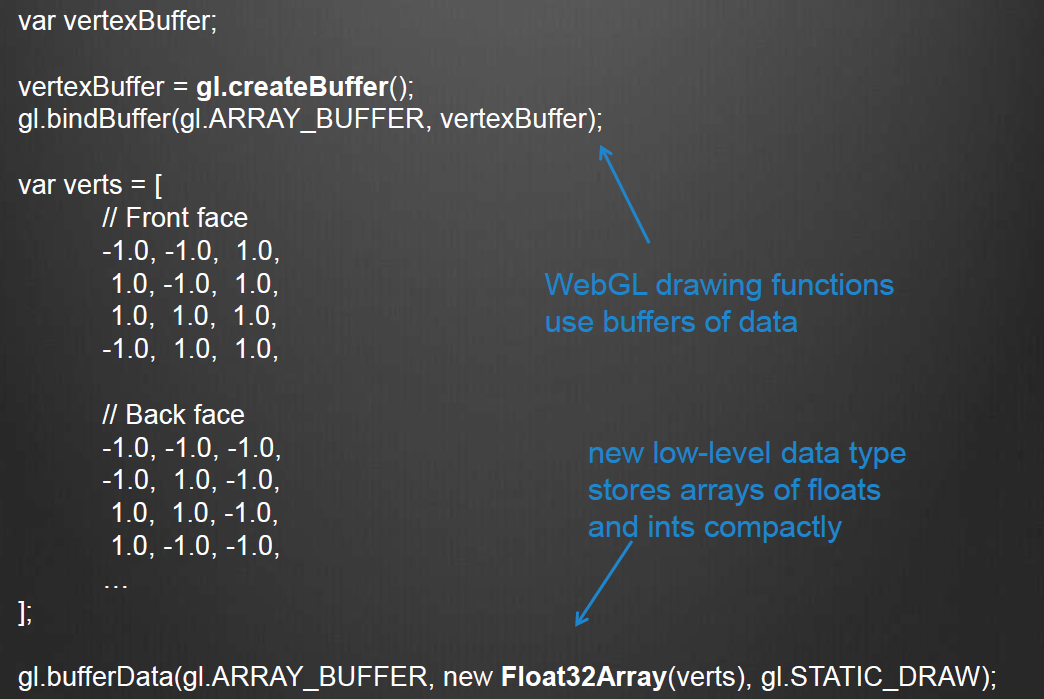 var vertexBuffer;
vertexBuffer = gl.createBuffer();
gl.bindBuffer(gl.ARRAY_BUFFER, vertexBuffer);
var verts = [
// Front face
-1.0, -1.0, 1.0,
1.0, -1.0, 1.0,
1.0, 1.0, 1.0,
-1.0, 1.0, 1.0,
WebGL drawing functions
use buffers of data
// Back face
-1.0, -1.0, -1.0,
-1.0, 1.0, -1.0,
1.0, 1.0, -1.0,
1.0, -1.0, -1.0,
…
];
new low-level data type
stores arrays of floats
and ints compactly
gl.bufferData(gl.ARRAY_BUFFER, new Float32Array(verts), gl.STATIC_DRAW);